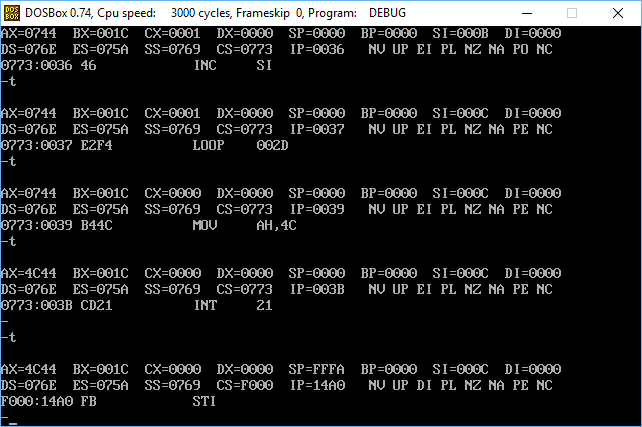 DOS
BOX
DOSBox 0.74, Cpu speed: 3000 cycles, Frameskip 0, Program: DEBUG
AX=0744 BX=001C CX=0001 DX=0000 SP=0000 BP=0000 SI=000B DI=0000
DS=076E ES=075A SS=0769 CS=0773 IP=0036 NV UP EI PL NZ NA PO NC
0773:0036 46 INC SI
-t
AX=0744 BX=001C CX=0001 DX=0000 SP=0000 BP=0000 SI=000C DI=0000
DS=076E ES=075A SS=0769 CS=0773 IP=0037 NV UP EI PL NZ NA PE NC
0773:0037 E2F4 LOOP 002D
-t
AX=0744 BX=001C CX=0000 DX=0000 SP=0000 BP=0000 SI=000C DI=0000
DS=076E ES=075A SS=0769 CS=0773 IP=0039 NV UP EI PL NZ NA PE NC
0773:0039 B44C MOV AH,4C
-t
AX=4C44 BX=001C CX=0000 DX=0000 SP=0000 BP=0000 SI=000C DI=0000
DS=076E ES=075A SS=0769 CS=0773 IP=003B NV UP EI PL NZ NA PE NC
0773:003B CD21 INT 21
-
-t
AX=4C44 BX=001C CX=0000 DX=0000 SP=FFFA BP=0000 SI=000C DI=0000
DS=076E ES=075A SS=0769 CS=F000 IP=14A0 NV UP DI PL NZ NA PE NC
F000:14A0 FB STI
-_